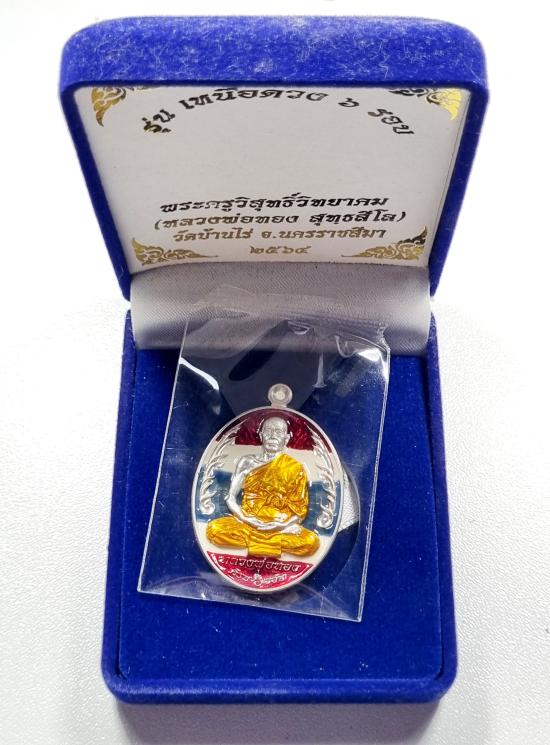 รุ่น เหนือดวง ๖ รอบ
พระครูวิสุทธิ์วิทยาคม
(หลวงพ่อทอง สุทฺธสีโล)
วัดบ้านไร่ จ.นครราชสีมา
๒๕๖๔
หลวงพ่อทอง